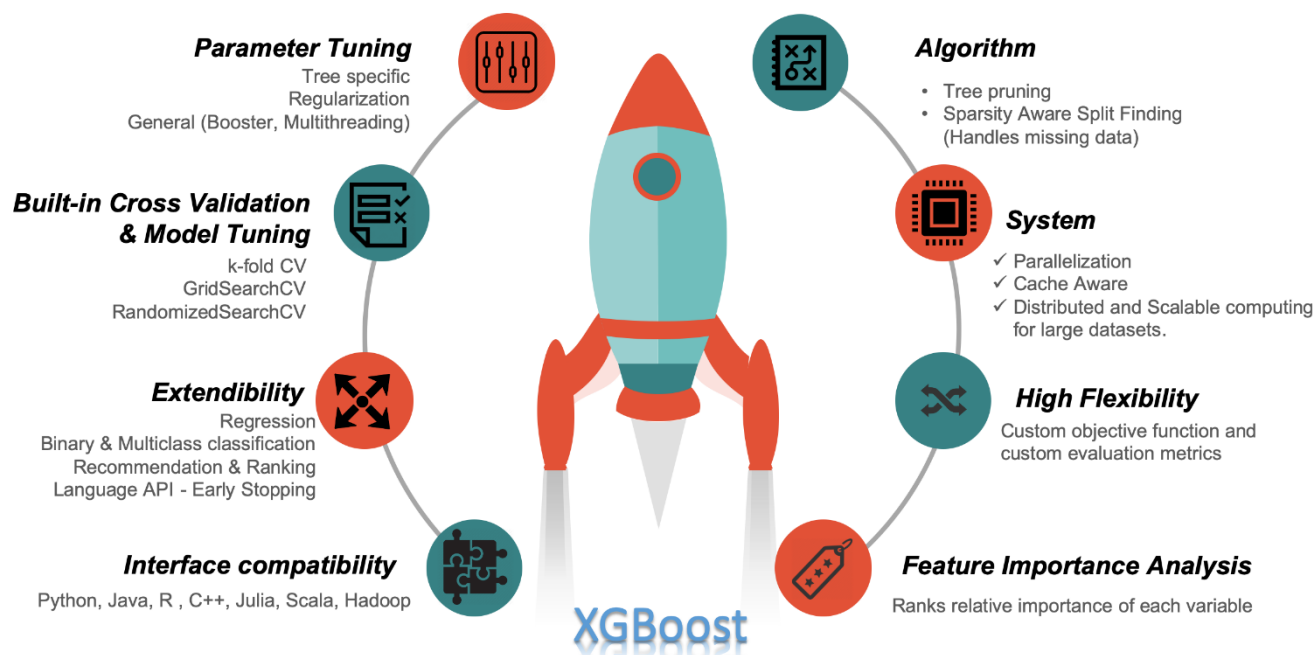 Parameter Tuning
Tree specific
Regularization
General (Booster, Multithreading)
Built-in Cross Validation
& Model Tuning
k-fold CV
GridSearchCV
RandomizedSearchCV
Extendibility
Regression
Binary & Multiclass classification
Recommendation & Ranking
Language API - Early Stopping
Interface compatibility
Python, Java, R , C++, Julia, Scala, Hadoop
Algorithm
• Tree pruning
• Sparsity Aware Split Finding
(Handles missing data)
System
✓ Parallelization
✓ Cache Aware
✓ Distributed and Scalable computing
for large datasets.
High Flexibility
Custom objective function and
custom evaluation metrics
Feature Importance Analysis
Ranks relative importance of each variable
XGBoost